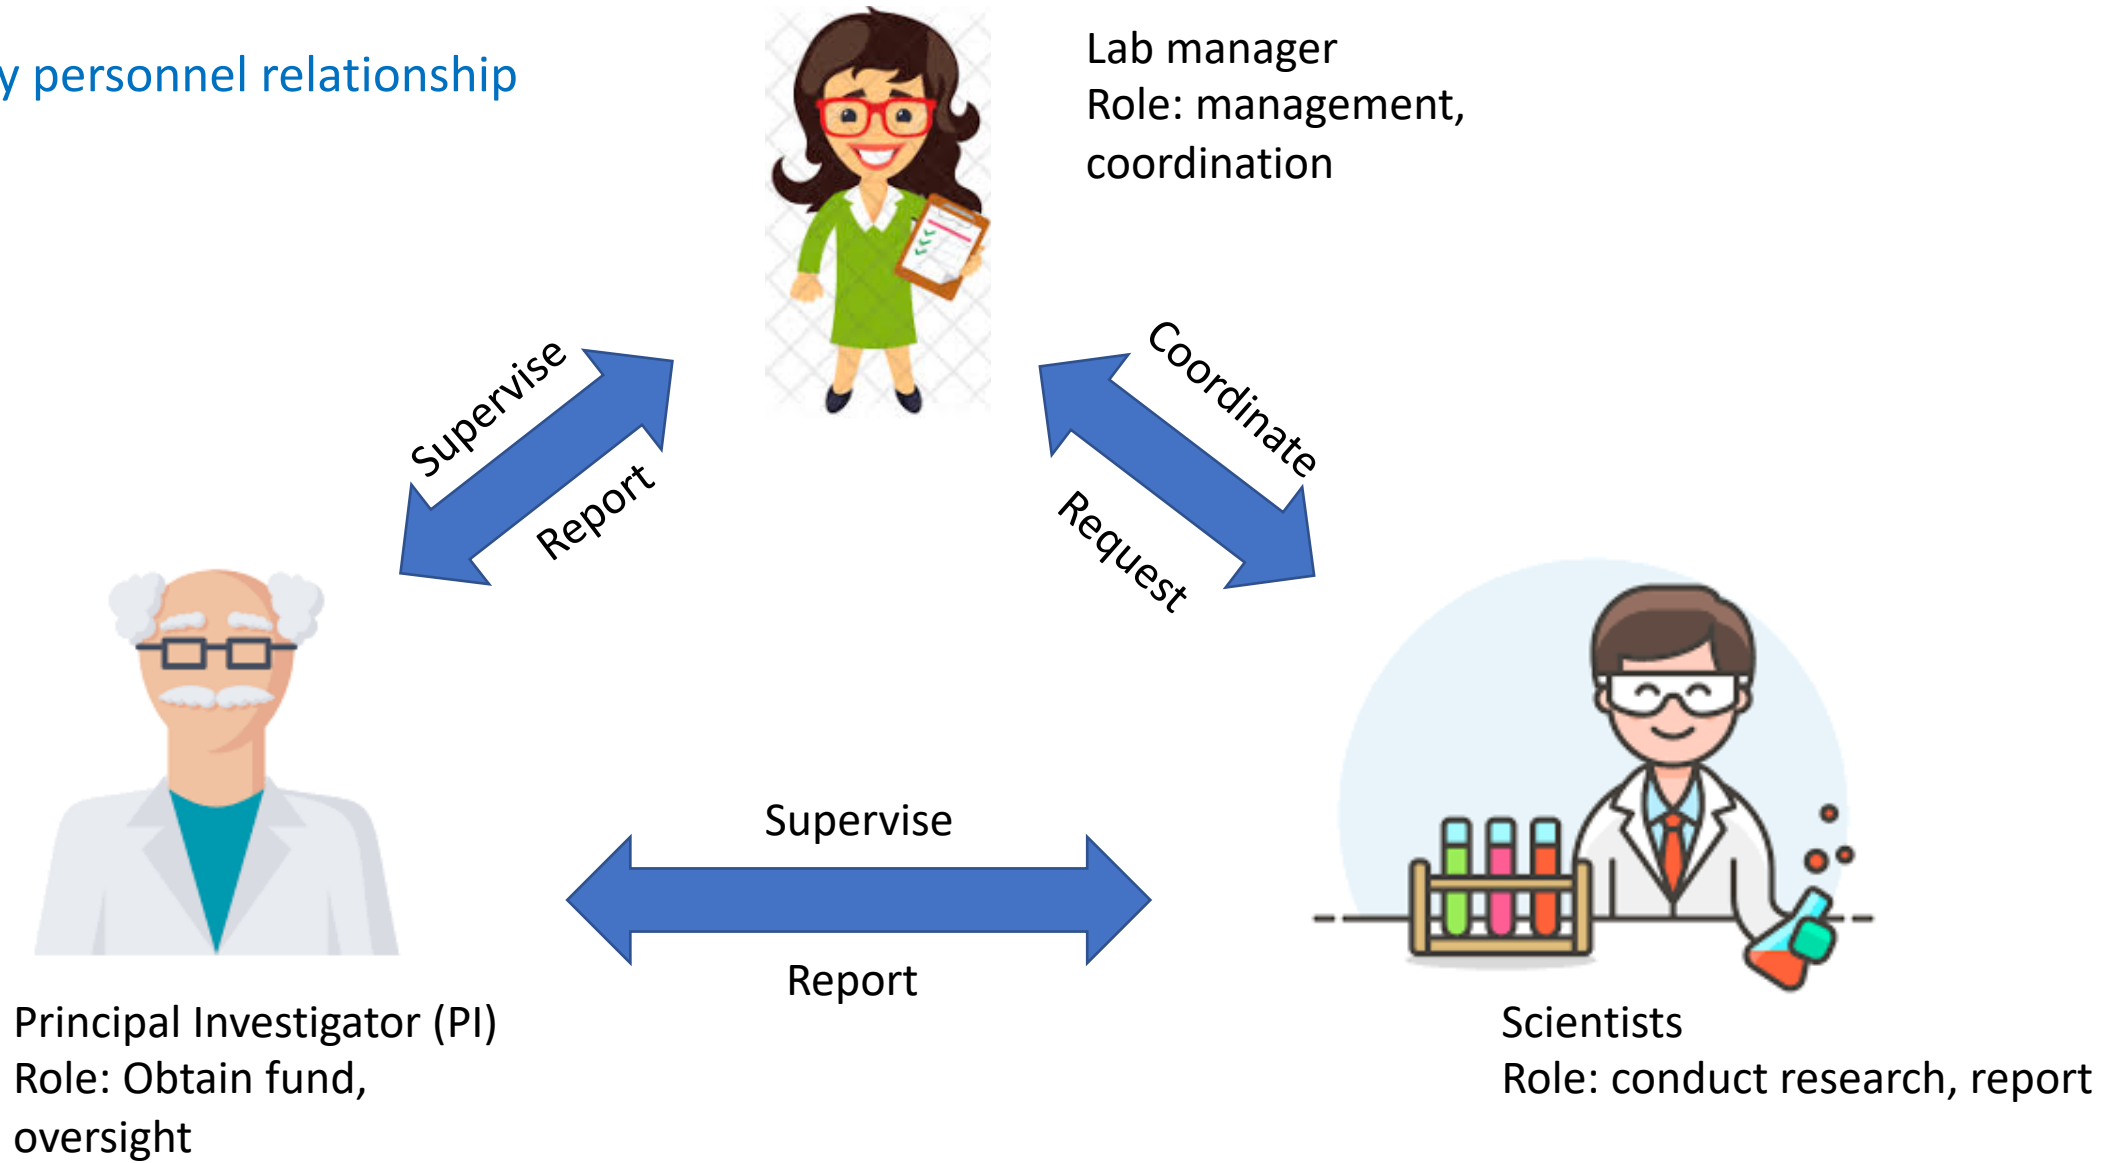 y personnel relationship
Lab manager
Role: management,
coordination
Supervise
Report
Coordinate
Request
Supervise
Report
Principal Investigator (PI)
Role: Obtain fund,
oversight
Scientists
Role: conduct research, report